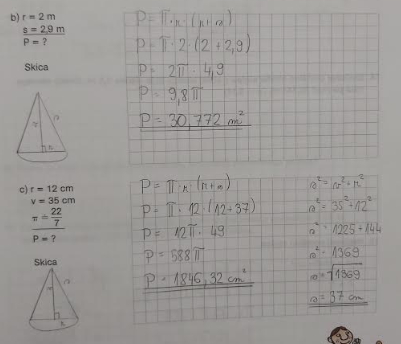 b) r = 2 m
s = 2,9 m
P = ?
Skica
P = π · r · (r + s)
P = π · 2 · (2 + 2,9)
P = 2π · 4,9
P = 9,8π
P = 30,772 m²
c) r = 12 cm
v = 35 cm
π = 22/7
P = ?
Skica
P = π · r · (r + s)
P = π · 12 · (12 + 37)
P = 12π · 49
P = 588π
P = 1846,32 cm²
s² = v² + r²
s² = 35² + 12²
s² = 1225 + 144
s² = 1369
s = √1369
s = 37 cm